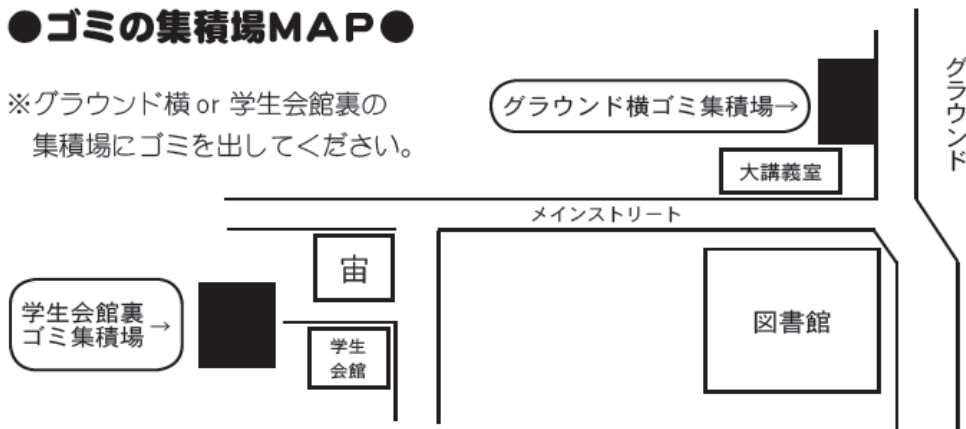 ●ゴミの集積場MAP●
※グラウンド横 or 学生会館裏の
集積場にゴミを出してください。
グラウンド横ゴミ集積場→
グラウンド
大講義室
メインストリート
宙
学生会館裏
ゴミ集積場→
学生
会館
図書館